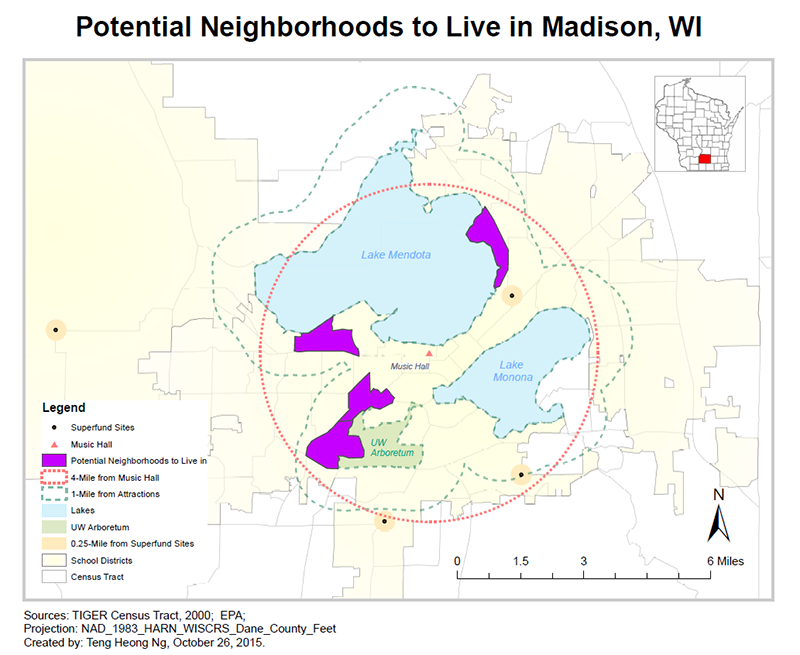 Potential Neighborhoods to Live in Madison, WI
Lake Mendota
Music Hall
Lake
Monona
UW
Arboretum
Legend
Superfund Sites
Music Hall
Potential Neighborhoods to Live in
4-Mile from Music Hall
1-Mile from Attractions
Lakes
UW Arboretum
0.25-Mile from Superfund Sites
School Districts
Census Tract
N
0 1.5 3 6 Miles
Sources: TIGER Census Tract, 2000; EPA;
Projection: NAD_1983_HARN_WISCRS_Dane_County_Feet
Created by: Teng Heong Ng, October 26, 2015.